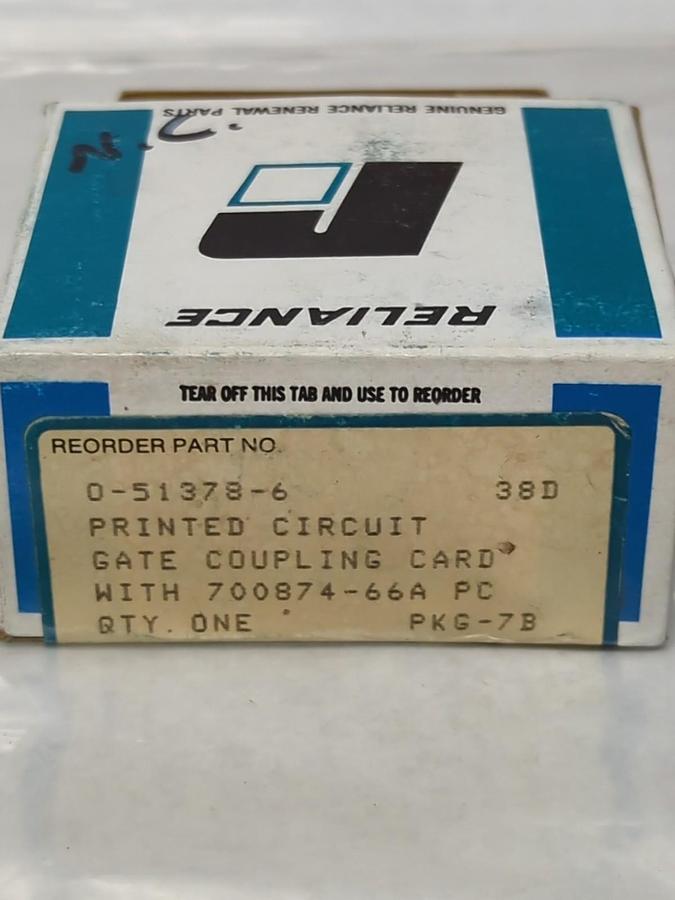 GENUINE RELIANCE RENEWAL PARTS
RELIANCE
TEAR OFF THIS TAB AND USE TO REORDER
REORDER PART NO.
0-51378-6 38D
PRINTED CIRCUIT
GATE COUPLING CARD
WITH 700874-66A PC
QTY. ONE PKG-7B